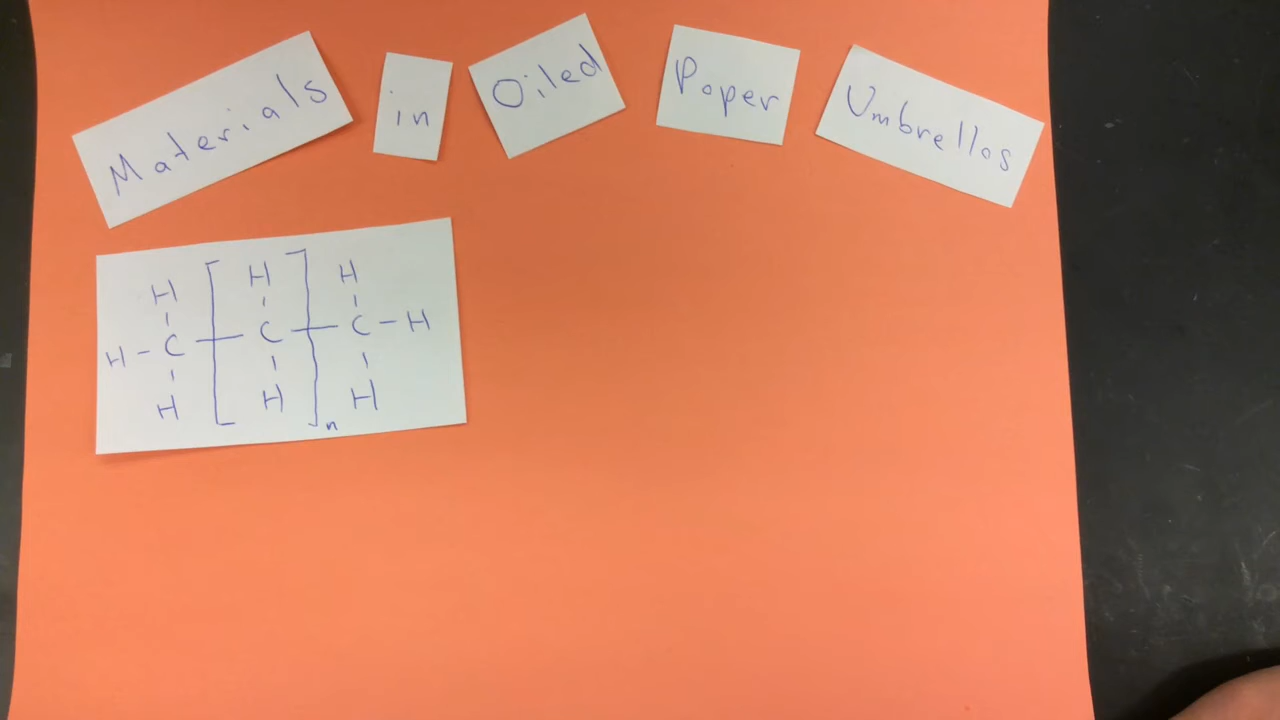 Materials in Oiled Paper Umbrellas
H H H
H-C-[C]-C-H
H H H
n